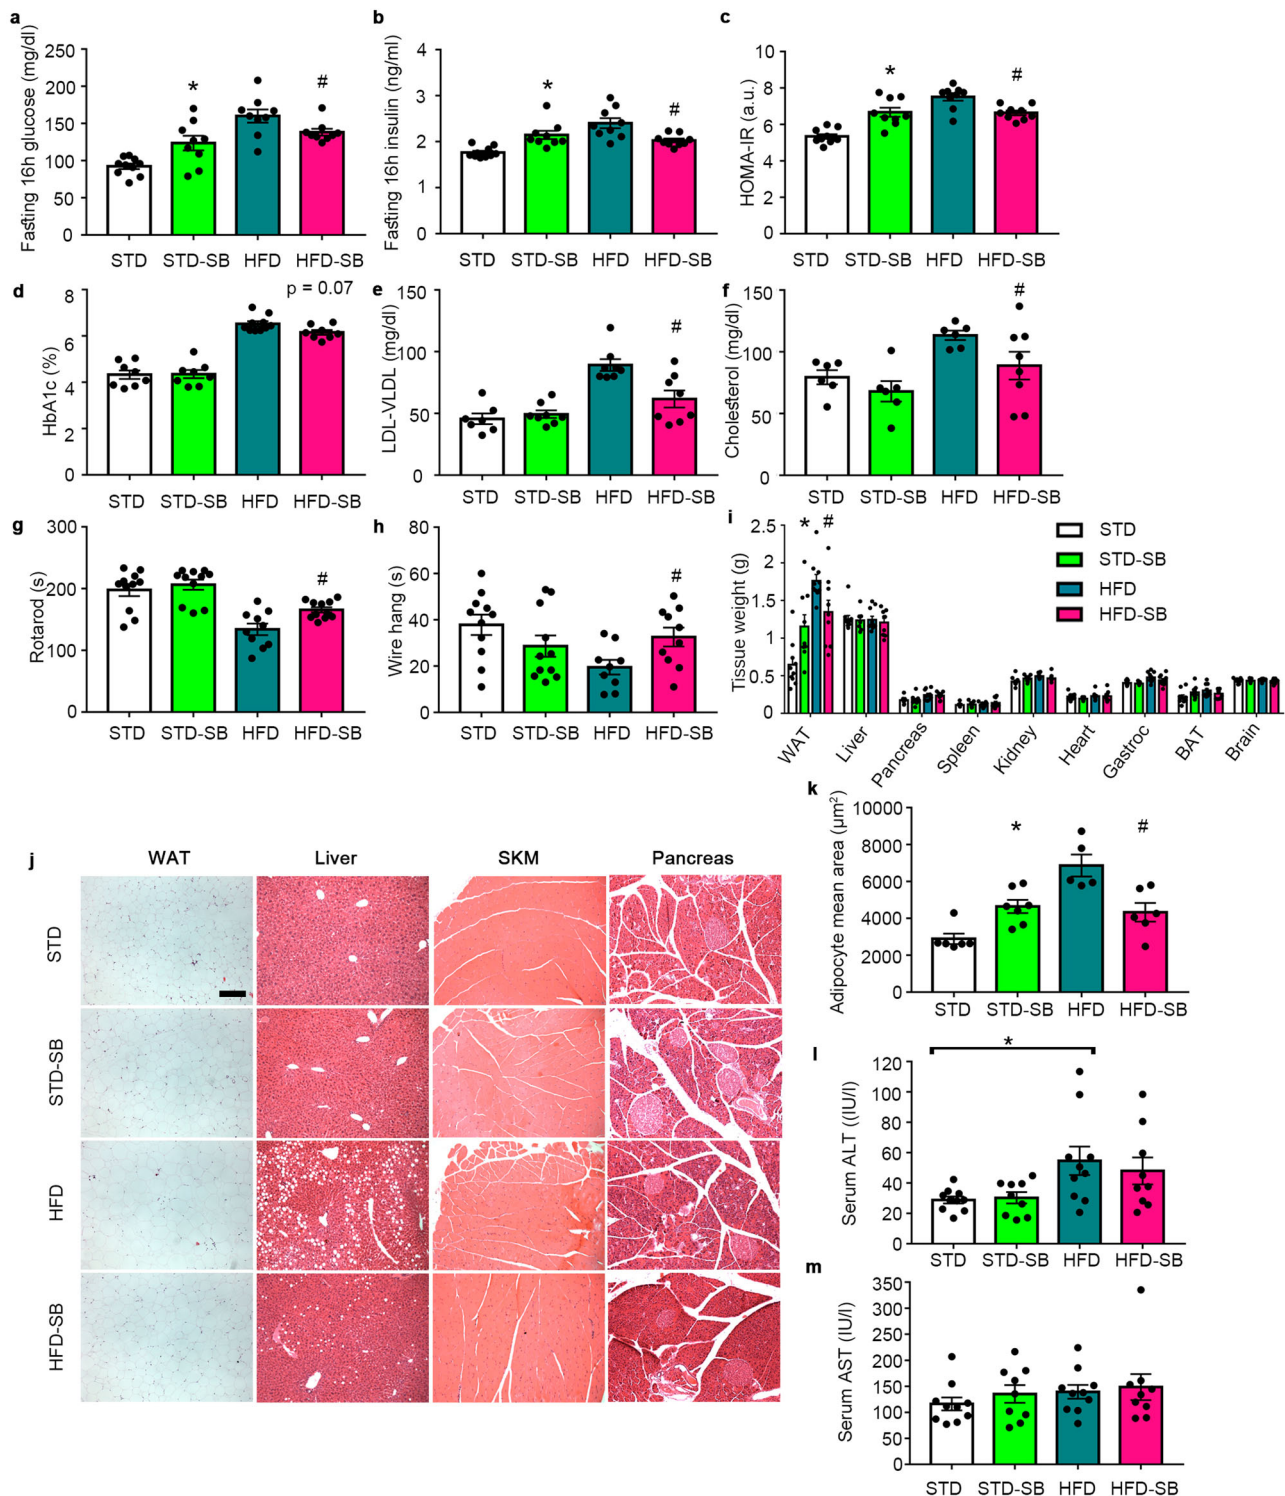 a
Fasting 16h glucose (mg/dl)
250
200
150
100
50
0
*
#
STD
STD-SB
HFD
HFD-SB
b
Fasting 16h insulin (ng/ml)
4
3
2
1
0
*
#
STD
STD-SB
HFD
HFD-SB
c
HOMA-IR (a.u.)
10
8
6
4
2
0
*
#
STD
STD-SB
HFD
HFD-SB
d
HbA1c (%)
8
6
4
2
0
p = 0.07
STD
STD-SB
HFD
HFD-SB
e
LDL-VLDL (mg/dl)
150
100
50
0
#
STD
STD-SB
HFD
HFD-SB
f
Cholesterol (mg/dl)
150
100
50
0
#
STD
STD-SB
HFD
HFD-SB
g
Rotarod (s)
300
200
100
0
#
STD
STD-SB
HFD
HFD-SB
h
Wire hang (s)
80
60
40
20
0
#
STD
STD-SB
HFD
HFD-SB
i
Tissue weight (g)
2.5
2
1.5
1
0.5
0
*
#
STD
STD-SB
HFD
HFD-SB
WAT
Liver
Pancreas
Spleen
Kidney
Heart
Gastroc
BAT
Brain
j
WAT
Liver
SKM
Pancreas
STD
STD-SB
HFD
HFD-SB
k
Adipocyte mean area (µm²)
10000
8000
6000
4000
2000
0
*
#
STD
STD-SB
HFD
HFD-SB
l
Serum ALT ((IU/l)
120
100
80
60
40
20
0
*
STD
STD-SB
HFD
HFD-SB
m
Serum AST (IU/l)
350
300
250
200
150
100
50
0
STD
STD-SB
HFD
HFD-SB